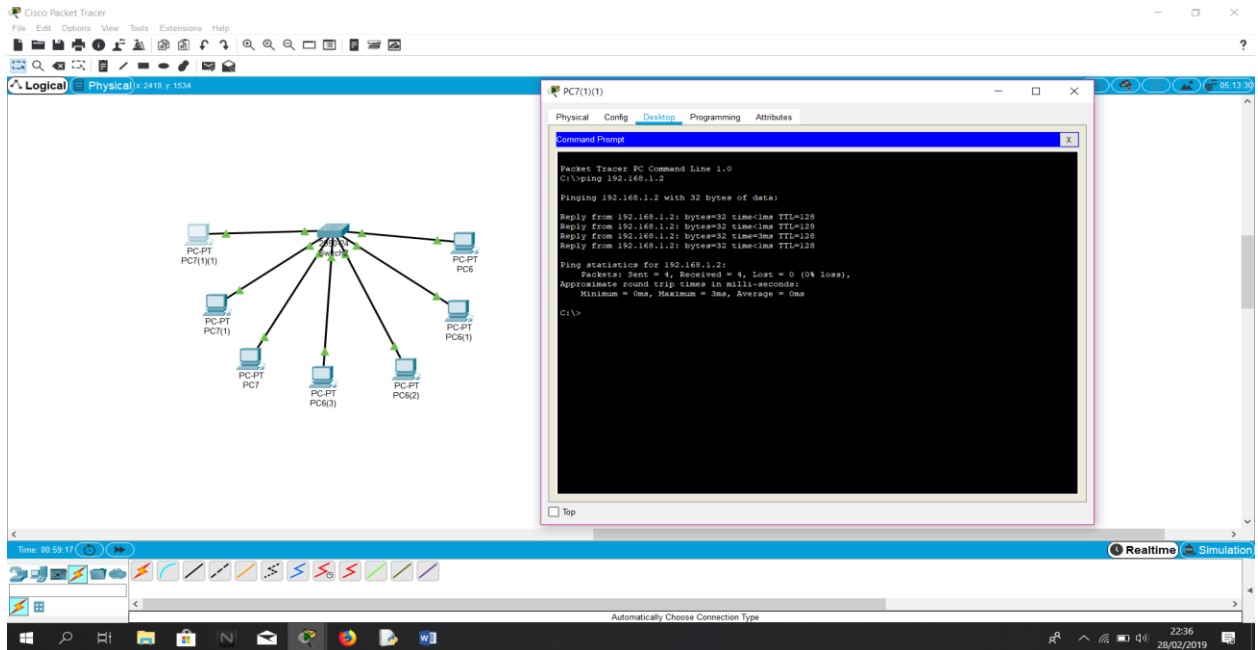 Cisco Packet Tracer
File Edit Options View Tools Extensions Help
?
Logical Physical x: 2419, y: 1534
05:13:30
PC7(1)(1)
Physical Config Desktop Programming Attributes
Command Prompt X
Packet Tracer PC Command Line 1.0
C:\>ping 192.168.1.2
Pinging 192.168.1.2 with 32 bytes of data:
Reply from 192.168.1.2: bytes=32 time<1ms TTL=128
Reply from 192.168.1.2: bytes=32 time<1ms TTL=128
Reply from 192.168.1.2: bytes=32 time=3ms TTL=128
Reply from 192.168.1.2: bytes=32 time<1ms TTL=128
Ping statistics for 192.168.1.2:
Packets: Sent = 4, Received = 4, Lost = 0 (0% loss),
Approximate round trip times in milli-seconds:
Minimum = 0ms, Maximum = 3ms, Average = 0ms
C:\>
Top
PC-PT
PC7(1)(1)
PC-PT
PC6
PC-PT
PC7(1)
PC-PT
PC6(1)
PC-PT
PC7
PC-PT
PC6(3)
PC-PT
PC6(2)
Time: 00:59:17
Realtime Simulation
Automatically Choose Connection Type
22:36
28/02/2019